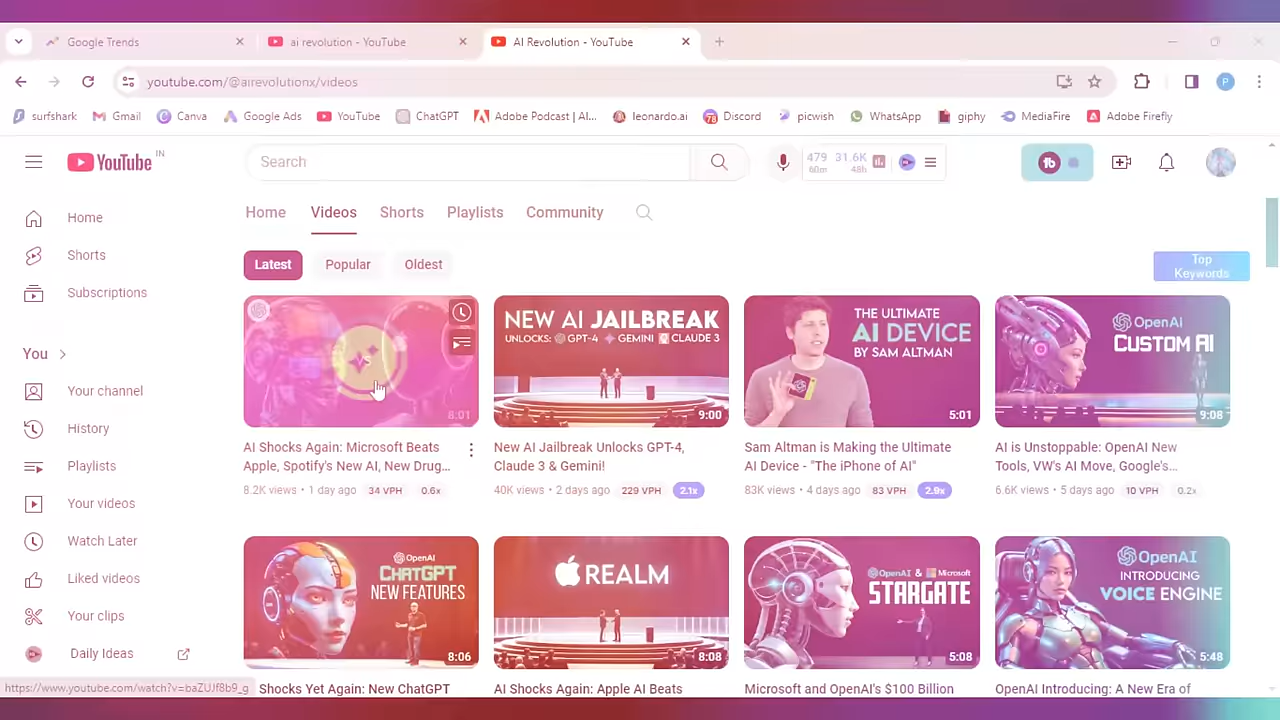 Google Trends
ai revolution - YouTube
AI Revolution - YouTube
youtube.com/@airevolutionx/videos
surfshark
Gmail
Canva
Google Ads
YouTube
ChatGPT
Adobe Podcast | AI...
leonardo.ai
Discord
picwish
WhatsApp
giphy
MediaFire
Adobe Firefly
YouTube IN
Search
479 31.6K
60m 48h
Home
Shorts
Subscriptions
You
Your channel
History
Playlists
Your videos
Watch Later
Liked videos
Your clips
Daily Ideas
https://www.youtube.com/watch?v=baZUJf8b9_g
Home Videos Shorts Playlists Community
Latest Popular Oldest
Top
Keywords
8:01
AI Shocks Again: Microsoft Beats
Apple, Spotify's New AI, New Drug...
8.2K views • 1 day ago 34 VPH 0.6x
NEW AI JAILBREAK
UNLOCKS: GPT-4 GEMINI CLAUDE 3
9:00
New AI Jailbreak Unlocks GPT-4,
Claude 3 & Gemini!
40K views • 2 days ago 229 VPH 2.1x
THE ULTIMATE
AI DEVICE
BY SAM ALTMAN
5:01
Sam Altman is Making the Ultimate
AI Device - "The iPhone of AI"
83K views • 4 days ago 83 VPH 2.9x
OpenAI
CUSTOM AI
9:08
AI is Unstoppable: OpenAI New
Tools, VW's AI Move, Google's...
6.6K views • 5 days ago 10 VPH 0.2x
OpenAI
CHATGPT
NEW FEATURES
8:06
Shocks Yet Again: New ChatGPT
REALM
8:08
AI Shocks Again: Apple AI Beats
OpenAI & Microsoft
STARGATE
5:08
Microsoft and OpenAI's $100 Billion
OpenAI
INTRODUCING
VOICE ENGINE
5:48
OpenAI Introducing: A New Era of